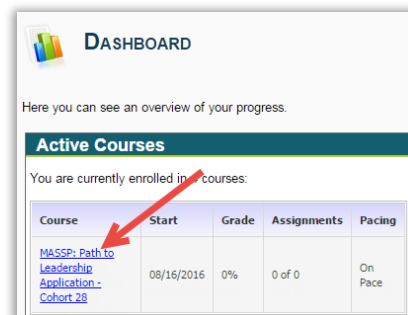 DASHBOARD
Here you can see an overview of your progress.
Active Courses
You are currently enrolled in courses:
Course Start Grade Assignments Pacing
MASSP: Path to
Leadership
Application -
Cohort 28
08/16/2016 0% 0 of 0 On
Pace